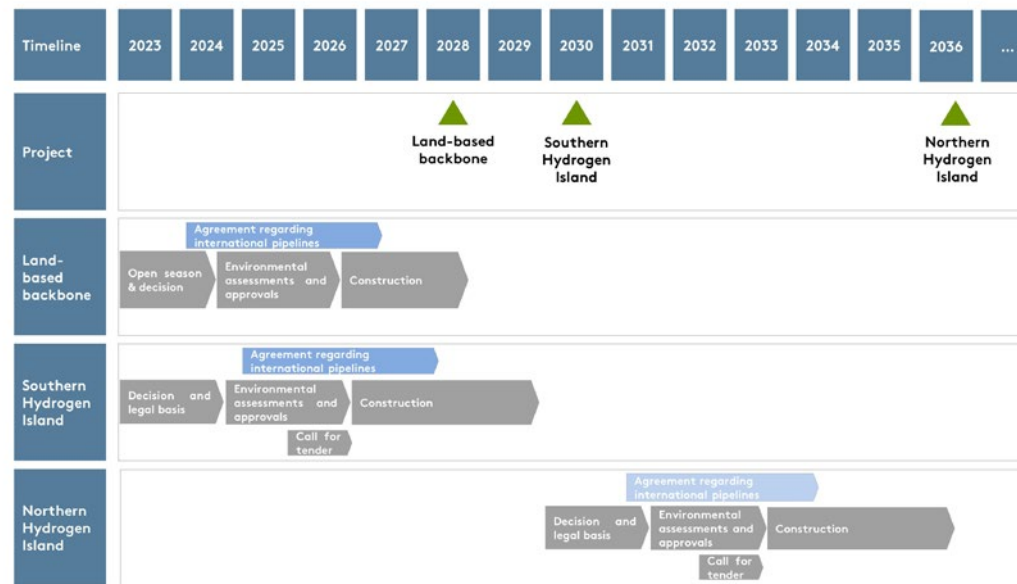 Timeline 2023 2024 2025 2026 2027 2028 2029 2030 2031 2032 2033 2034 2035 2036 ...
Project
Land-based
backbone
Southern
Hydrogen
Island
Northern
Hydrogen
Island
Land-
based
backbone
Agreement regarding
international pipelines
Open season
& decision
Environmental
assessments and
approvals
Construction
Southern
Hydrogen
Island
Agreement regarding
international pipelines
Decision and
legal basis
Environmental
assessments and
approvals
Construction
Call for
tender
Northern
Hydrogen
Island
Agreement regarding
international pipelines
Decision and
legal basis
Environmental
assessments and
approvals
Construction
Call for
tender